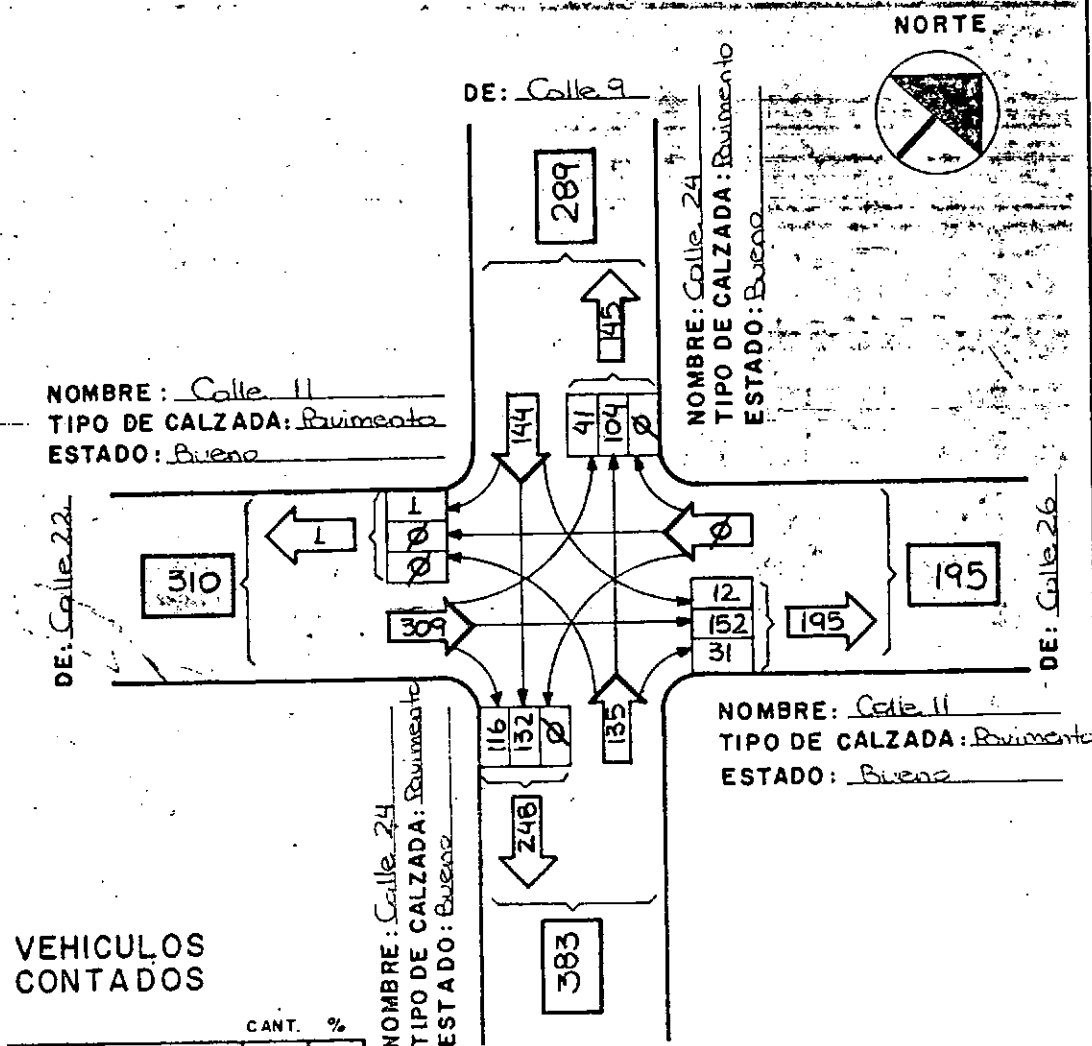 NORTE
DE: Calle 9
289
NOMBRE: Calle 24
TIPO DE CALZADA: Pavimento
ESTADO: Bueno
145
NOMBRE: Calle 11
TIPO DE CALZADA: Pavimento
ESTADO: Bueno
144
41 104 Ø
DE: Calle 22
310
1
1
Ø
Ø
Ø
195
DE: Calle 26
309
12
152
31
195
116 132 Ø
135
NOMBRE: Calle 11
TIPO DE CALZADA: Pavimento
ESTADO: Bueno
248
NOMBRE: Calle 24
TIPO DE CALZADA: Pavimento
ESTADO: Bueno
383
VEHICULOS
CONTADOS
CANT. %